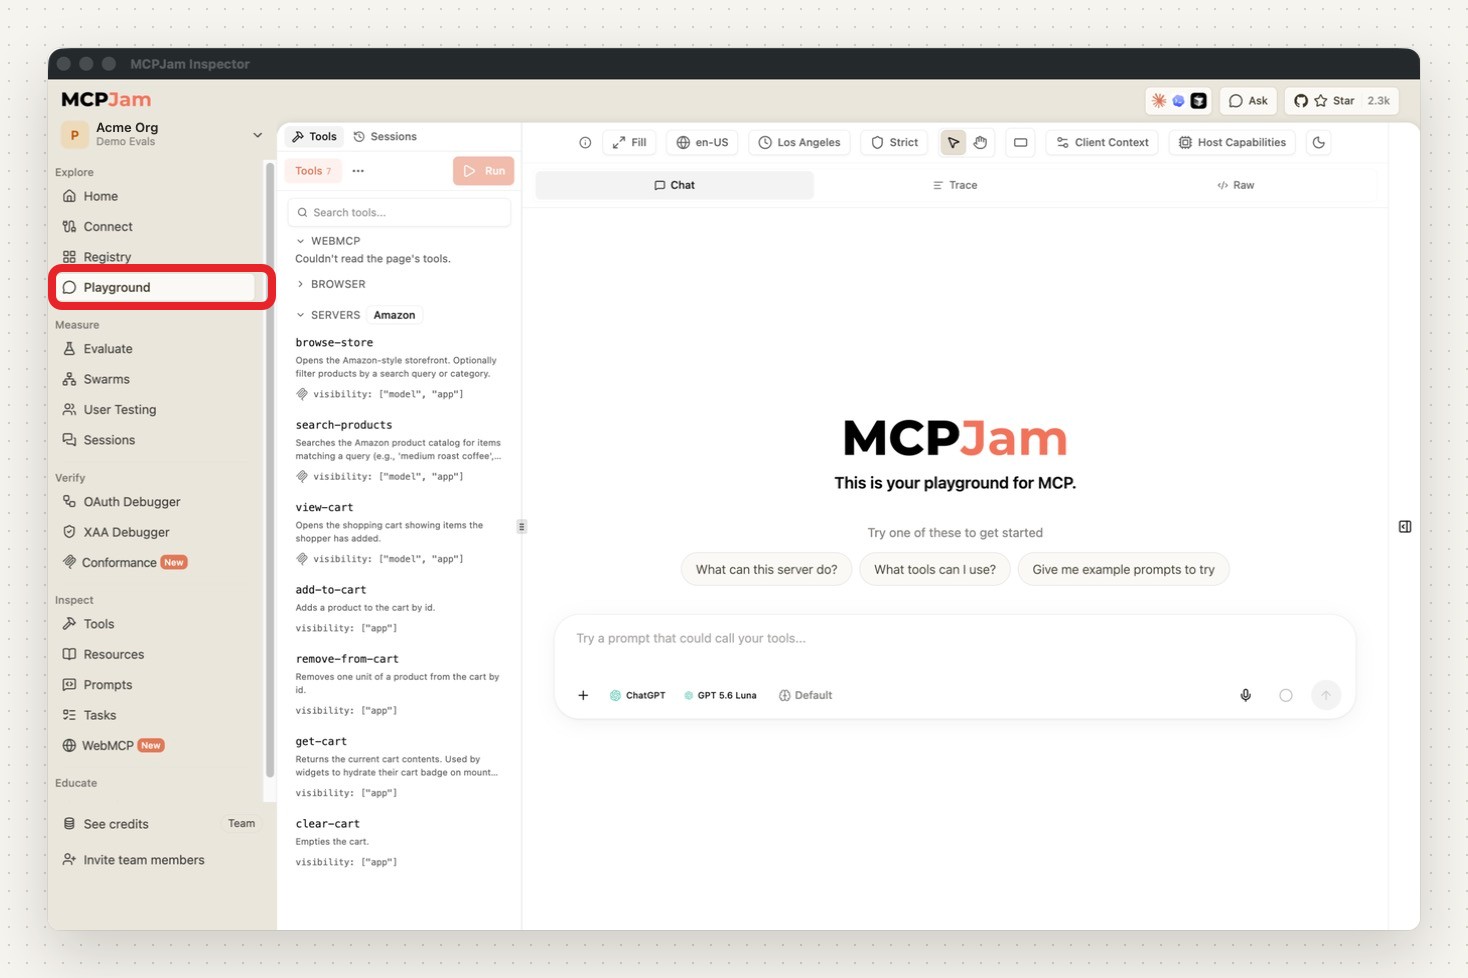 MCPJam Inspector
MCPJam
Ask
Star 2.3k
P
Acme Org
Demo Evals
Explore
Home
Connect
Registry
Playground
Measure
Evaluate
Swarms
User Testing
Sessions
Verify
OAuth Debugger
XAA Debugger
Conformance New
Inspect
Tools
Resources
Prompts
Tasks
WebMCP New
Educate
See credits Team
Invite team members
Tools Sessions
Tools 7 Run
Search tools...
WEBMCP
Couldn't read the page's tools.
BROWSER
SERVERS Amazon
browse-store
Opens the Amazon-style storefront. Optionally
filter products by a search query or category.
visibility: ["model", "app"]
search-products
Searches the Amazon product catalog for items
matching a query (e.g., 'medium roast coffee',...
visibility: ["model", "app"]
view-cart
Opens the shopping cart showing items the
shopper has added.
visibility: ["model", "app"]
add-to-cart
Adds a product to the cart by id.
visibility: ["app"]
remove-from-cart
Removes one unit of a product from the cart by
id.
visibility: ["app"]
get-cart
Returns the current cart contents. Used by
widgets to hydrate their cart badge on mount...
visibility: ["app"]
clear-cart
Empties the cart.
visibility: ["app"]
Fill en-US Los Angeles Strict Client Context Host Capabilities
Chat Trace Raw
MCPJam
This is your playground for MCP.
Try one of these to get started
What can this server do? What tools can I use? Give me example prompts to try
Try a prompt that could call your tools...
ChatGPT GPT 5.6 Luna Default